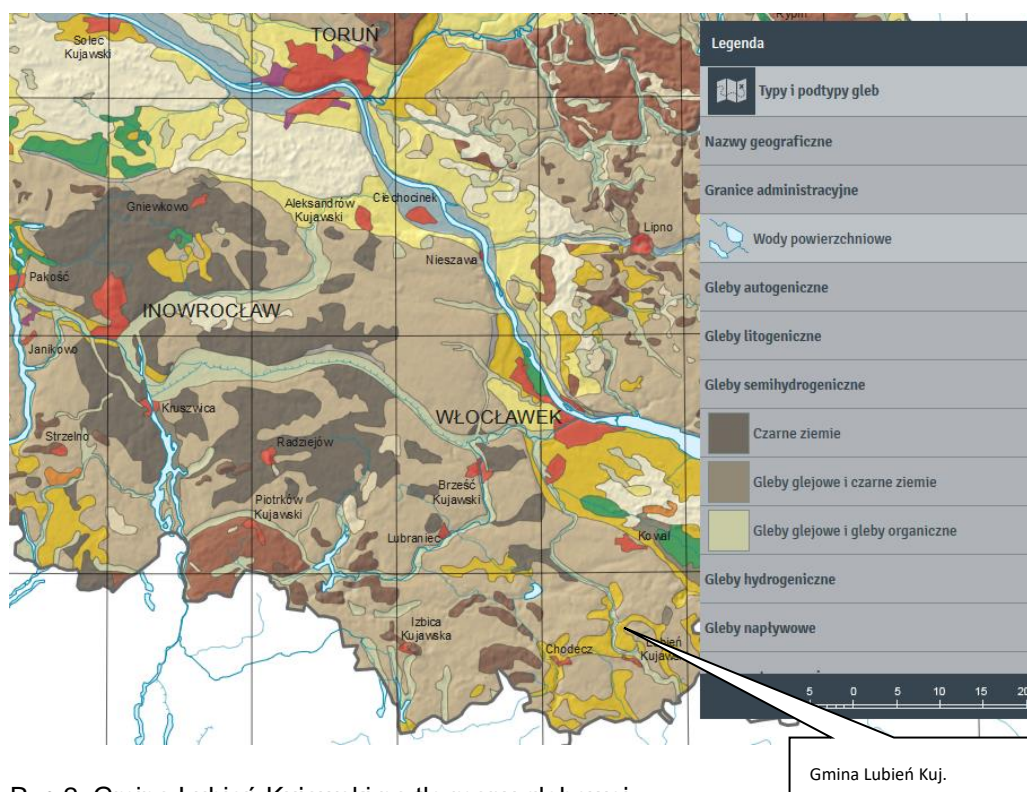 TORUŃ
Solec
Kujawski
Gniewkowo
Aleksandrów
Kujawski
Ciechocinek
Lipno
Nieszawa
Pakość
INOWROCŁAW
Janikowo
Kruszwica
WŁOCŁAWEK
Strzelno
Radziejów
Brześć
Kujawski
Piotrków
Kujawski
Lubraniec
Kowal
Izbica
Kujawska
Chodecz
Kujawski
Legenda
Typy i podtypy gleb
Nazwy geograficzne
Granice administracyjne
Wody powierzchniowe
Gleby autogeniczne
Gleby litogeniczne
Gleby semihydrogeniczne
Czarne ziemie
Gleby glejowe i czarne ziemie
Gleby glejowe i gleby organiczne
Gleby hydrogeniczne
Gleby napływowe
5 0 5 10 15 20
Gmina Lubień Kuj.